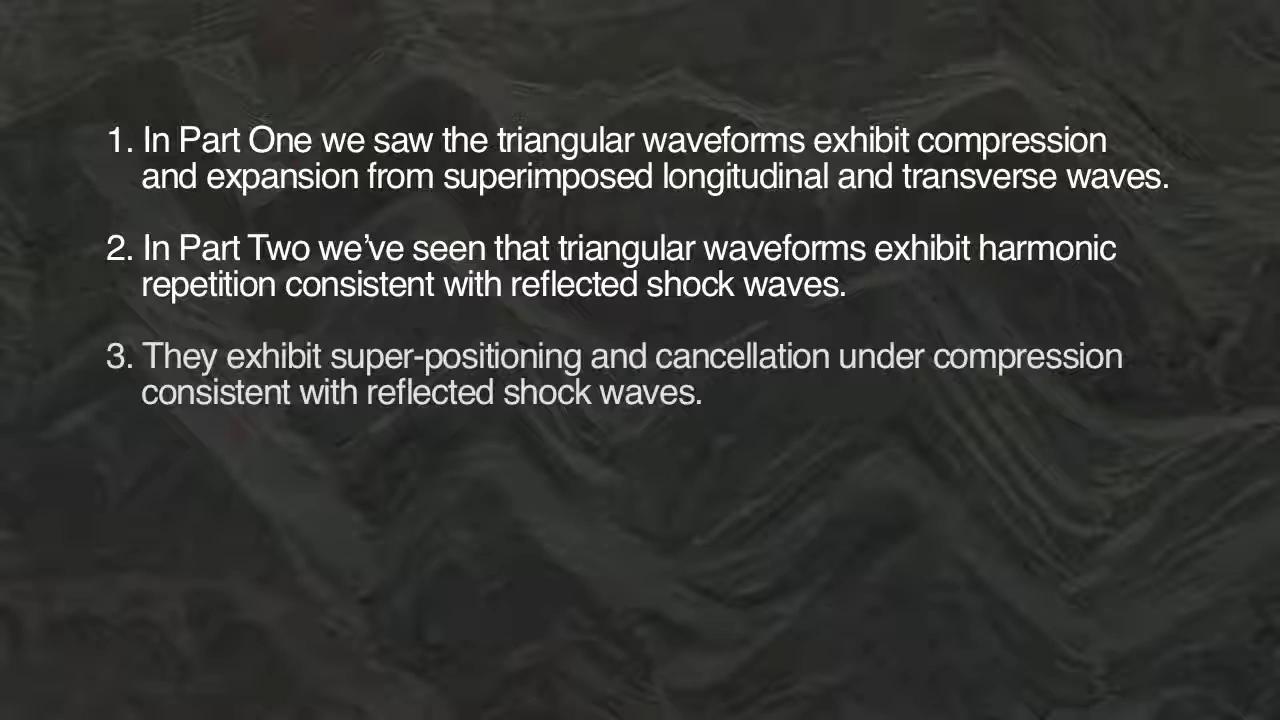 1. In Part One we saw the triangular waveforms exhibit compression
and expansion from superimposed longitudinal and transverse waves.
2. In Part Two we’ve seen that triangular waveforms exhibit harmonic
repetition consistent with reflected shock waves.
3. They exhibit super-positioning and cancellation under compression
consistent with reflected shock waves.